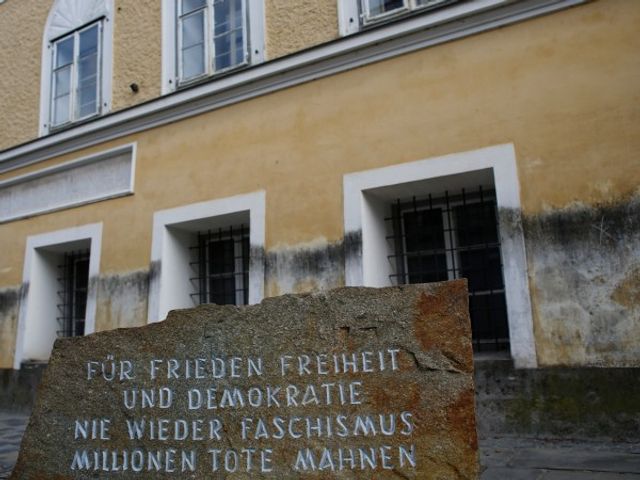 FÜR FRIEDEN FREIHEIT
UND DEMOKRATIE
NIE WIEDER FASCHISMUS
MILLIONEN TOTE MAHNEN